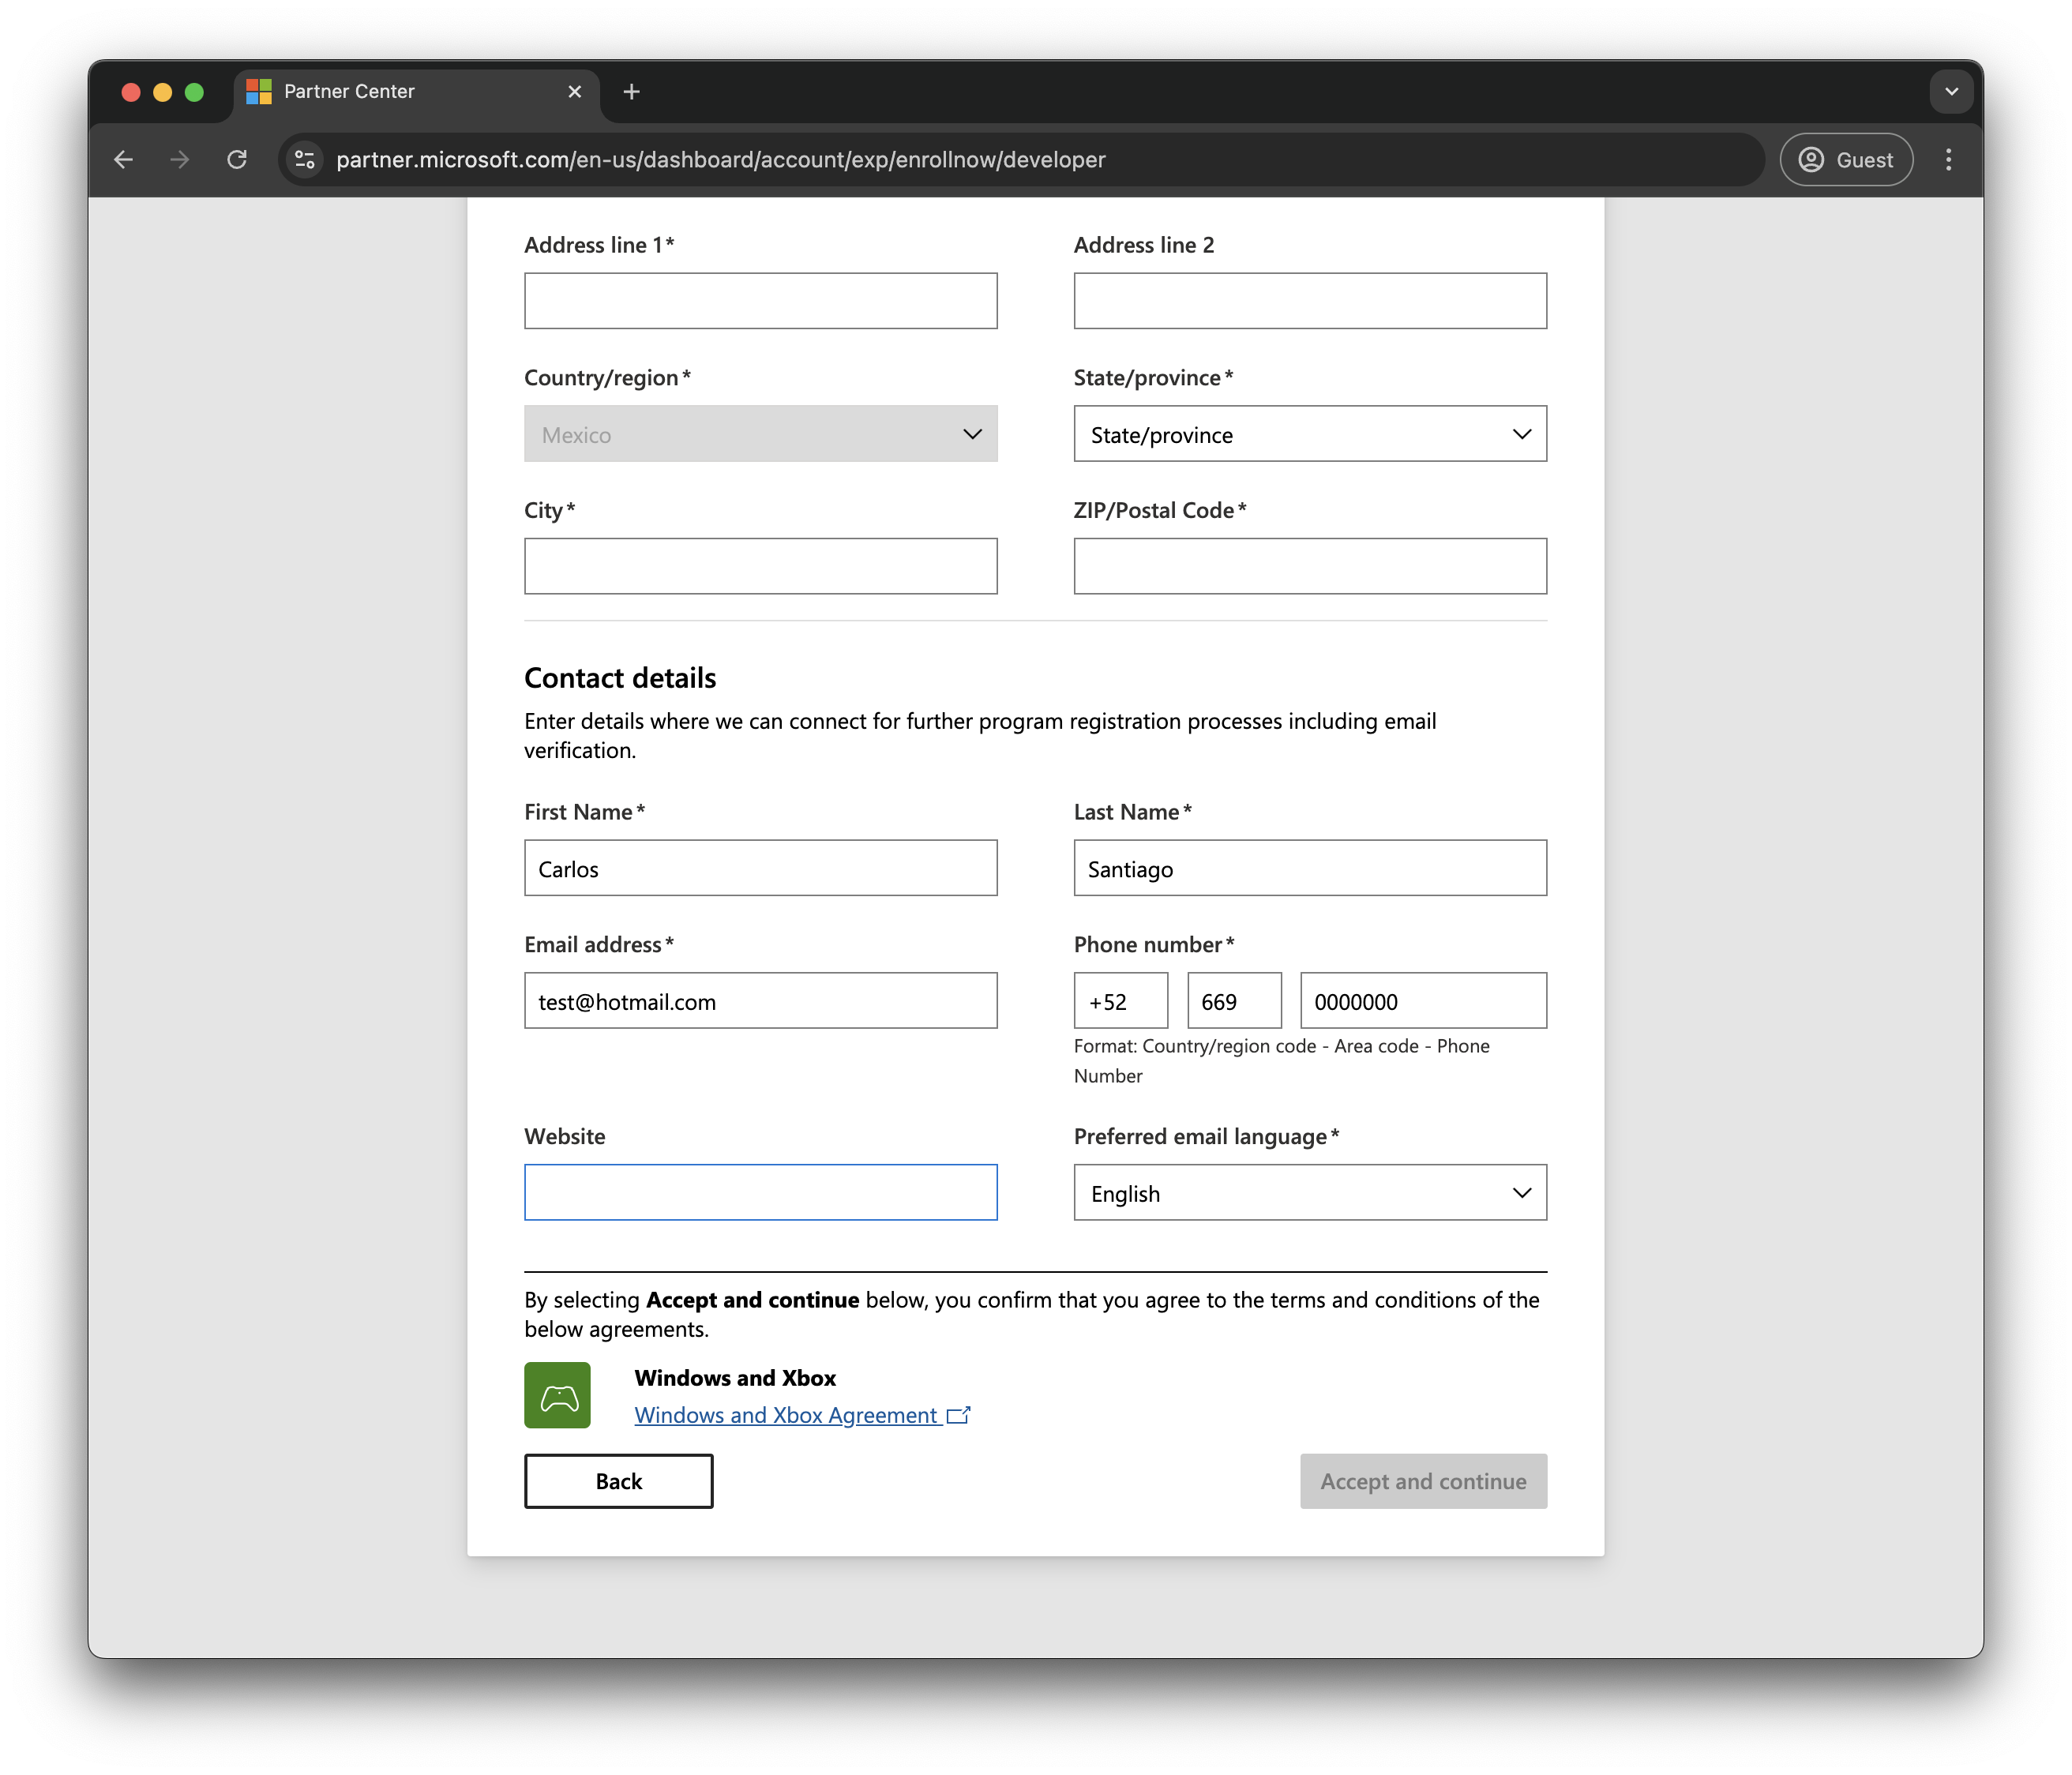 Partner Center
partner.microsoft.com/en-us/dashboard/account/exp/enrollnow/developer
Guest
Address line 1*
Address line 2
Country/region*
State/province*
Mexico
State/province
City*
ZIP/Postal Code*
Contact details
Enter details where we can connect for further program registration processes including email
verification.
First Name*
Last Name*
Carlos
Santiago
Email address*
Phone number*
test@hotmail.com
+52
669
0000000
Format: Country/region code - Area code - Phone
Number
Website
Preferred email language*
English
By selecting Accept and continue below, you confirm that you agree to the terms and conditions of the
below agreements.
Windows and Xbox
Windows and Xbox Agreement
Back
Accept and continue